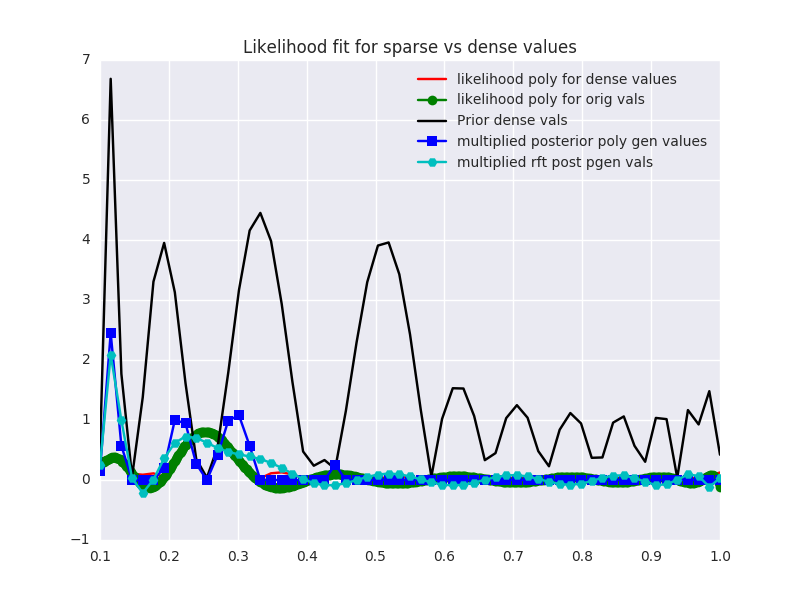 Likelihood fit for sparse vs dense values
likelihood poly for dense values
likelihood poly for orig vals
Prior dense vals
multiplied posterior poly gen values
multiplied rft post pgen vals
7
6
5
4
3
2
1
0
−1
0.1 0.2 0.3 0.4 0.5 0.6 0.7 0.8 0.9 1.0